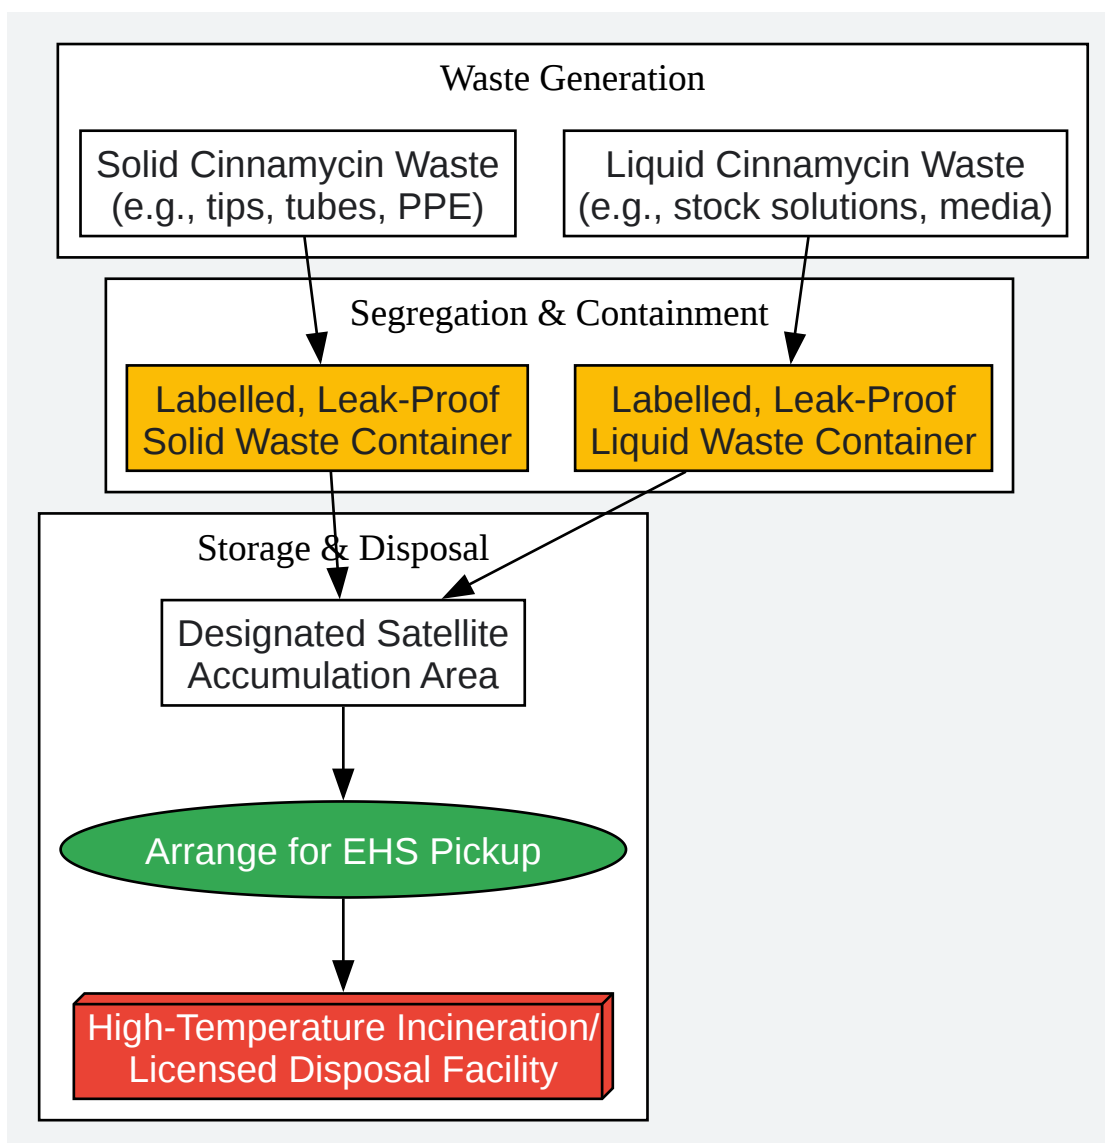 Waste Generation
Solid Cinnamycin Waste
(e.g., tips, tubes, PPE)
Liquid Cinnamycin Waste
(e.g., stock solutions, media)
Segregation & Containment
Labelled, Leak-Proof
Solid Waste Container
Labelled, Leak-Proof
Liquid Waste Container
Storage & Disposal
Designated Satellite
Accumulation Area
Arrange for EHS Pickup
High-Temperature Incineration/
Licensed Disposal Facility